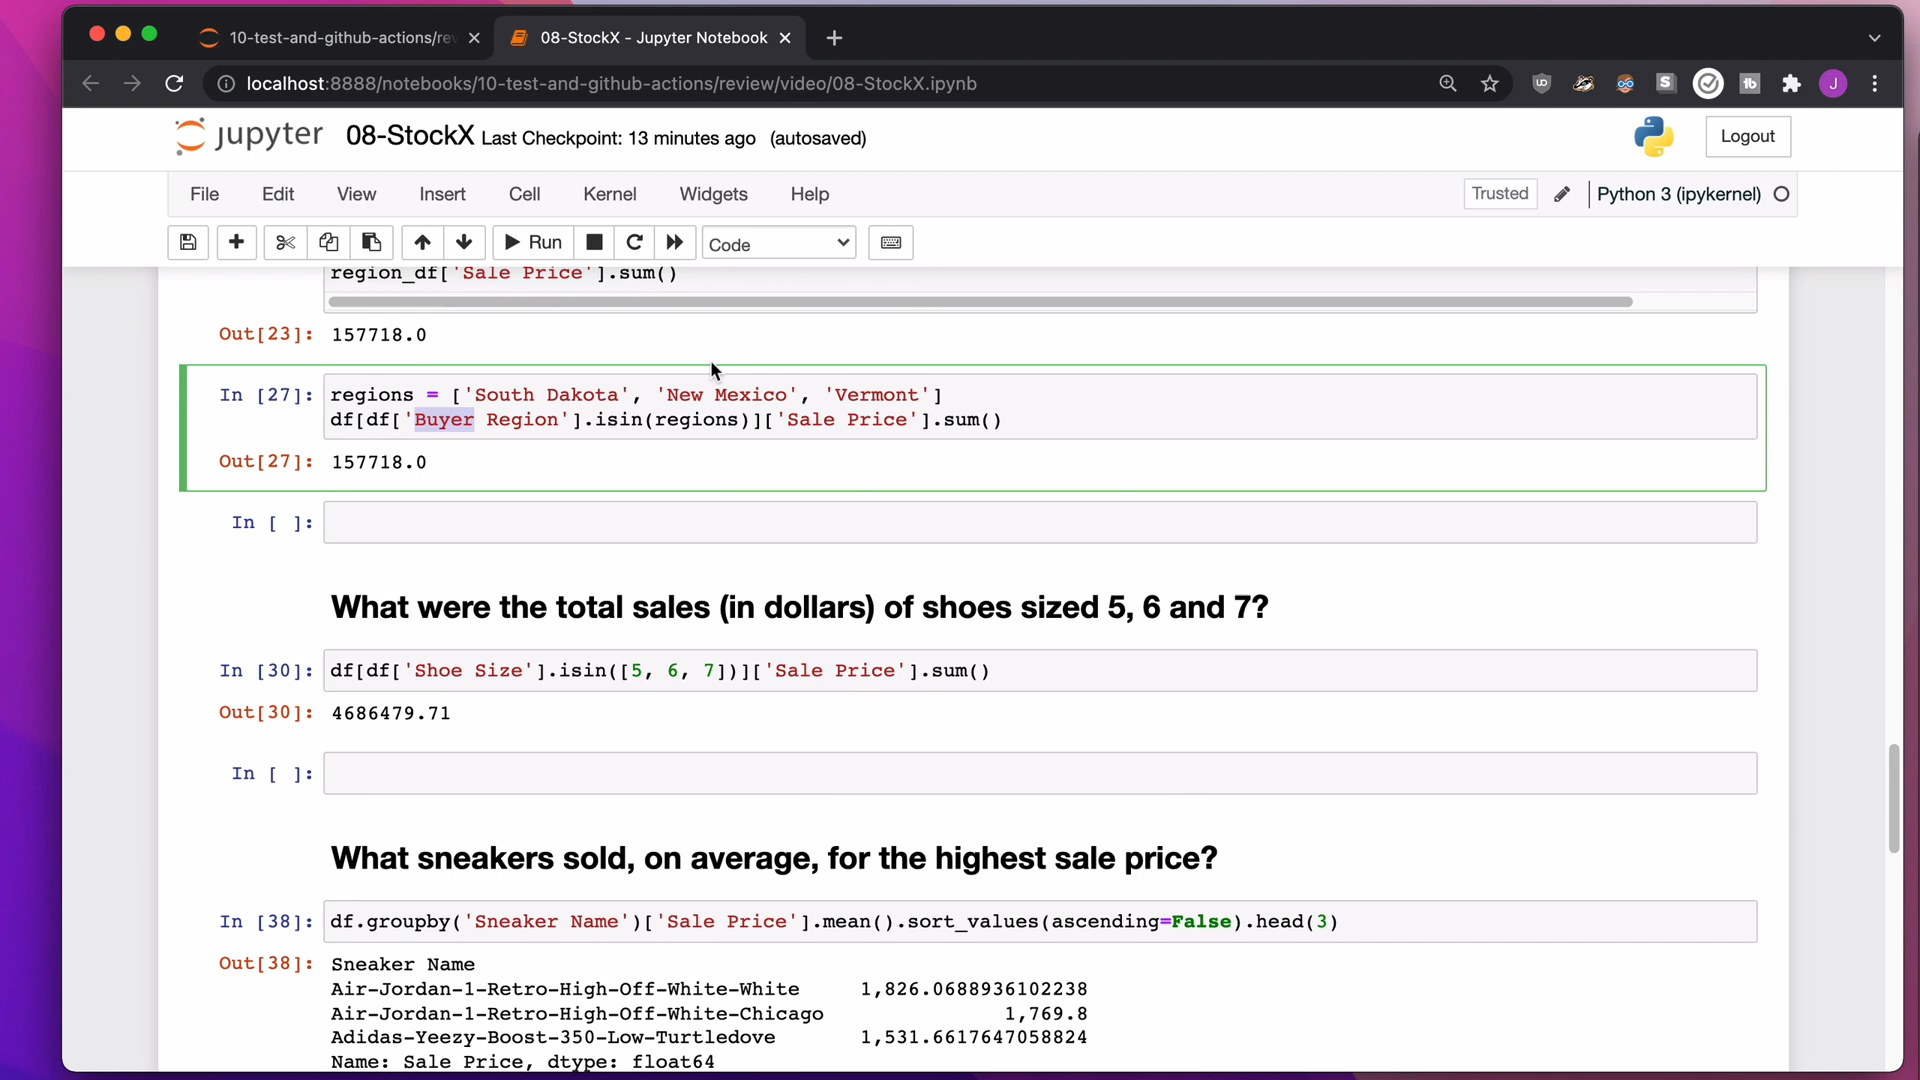 10-test-and-github-actions/re
08-StockX - Jupyter Notebook
localhost:8888/notebooks/10-test-and-github-actions/review/video/08-StockX.ipynb
J
jupyter 08-StockX Last Checkpoint: 13 minutes ago (autosaved)
Logout
File Edit View Insert Cell Kernel Widgets Help
Trusted
Python 3 (ipykernel)
Run
Code
region_df['Sale Price'].sum()
Out[23]: 157718.0
In [27]: regions = ['South Dakota', 'New Mexico', 'Vermont']
df[df['Buyer Region'].isin(regions)]['Sale Price'].sum()
Out[27]: 157718.0
In [ ]:
What were the total sales (in dollars) of shoes sized 5, 6 and 7?
In [30]: df[df['Shoe Size'].isin([5, 6, 7])]['Sale Price'].sum()
Out[30]: 4686479.71
In [ ]:
What sneakers sold, on average, for the highest sale price?
In [38]: df.groupby('Sneaker Name')['Sale Price'].mean().sort_values(ascending=False).head(3)
Out[38]: Sneaker Name
Air-Jordan-1-Retro-High-Off-White-White 1,826.0688936102238
Air-Jordan-1-Retro-High-Off-White-Chicago 1,769.8
Adidas-Yeezy-Boost-350-Low-Turtledove 1,531.6617647058824
Name: Sale Price, dtype: float64